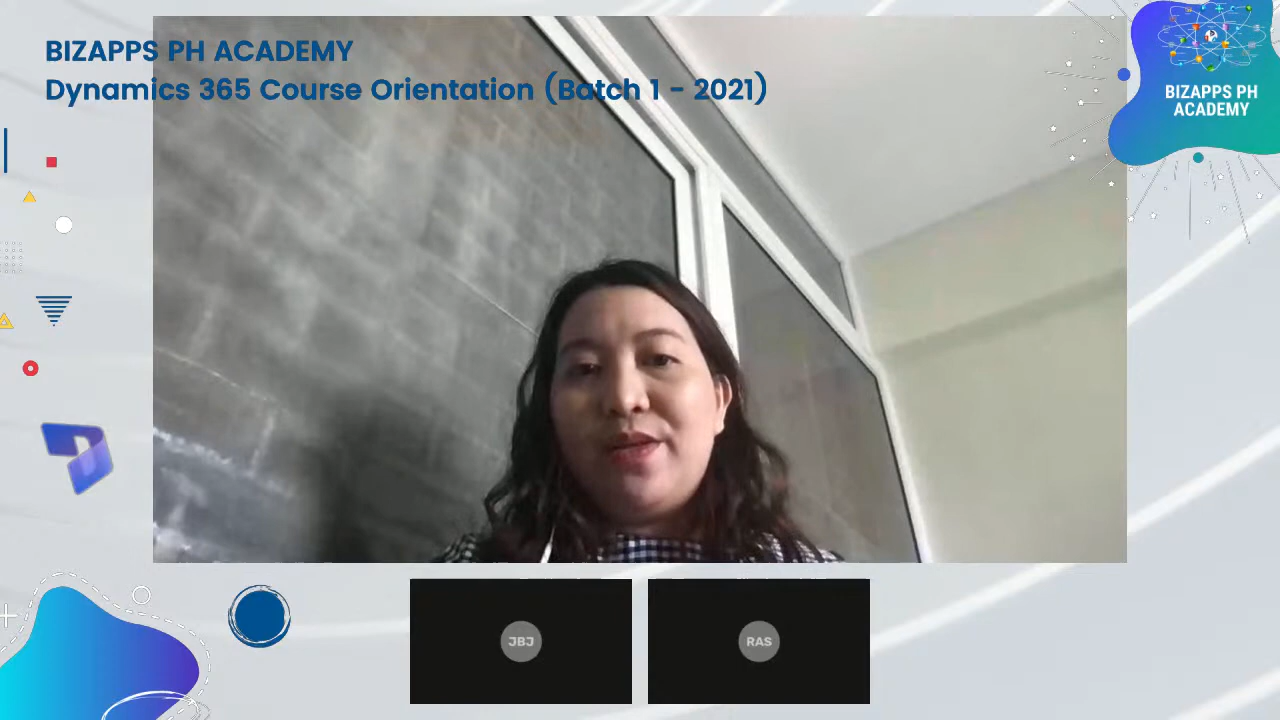 BIZAPPS PH ACADEMY
Dynamics 365 Course Orientation (Batch 1 - 2021)
BIZAPPS PH
ACADEMY
JBJ
RAS